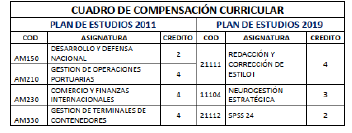 CUADRO DE COMPENSACIÓN CURRICULAR
PLAN DE ESTUDIOS 2011 PLAN DE ESTUDIOS 2019
COD ASIGNATURA CREDITO COD ASIGNATURA CREDITO
AM150 DESARROLLO Y DEFENSA NACIONAL 2
AM210 GESTION DE OPERACIONES PORTUARIAS 4
21111 REDACCIÓN Y CORRECCIÓN DE ESTILO I 4
AM230 COMERCIO Y FINANZAS INTERNACIONALES 4 11104 NEUROGESTIÓN ESTRATÉGICA 3
AM330 GESTIÓN DE TERMINALES DE CONTENEDORES 4 21112 SPSS 24 2